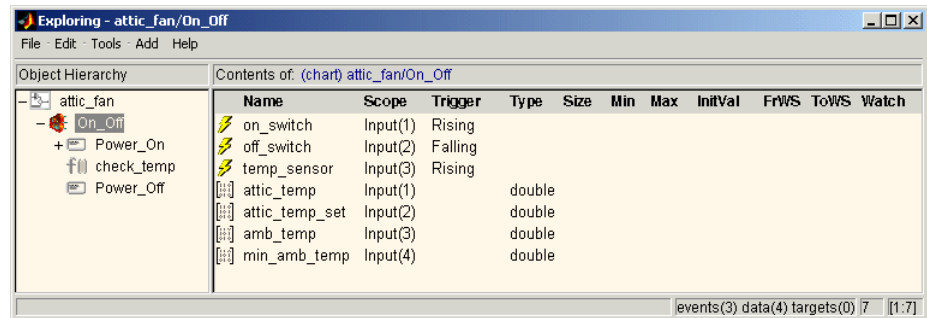 Exploring - attic_fan/On_Off
File Edit Tools Add Help
Object Hierarchy
Contents of: (chart) attic_fan/On_Off
attic_fan
On_Off
Power_On
check_temp
Power_Off
Name Scope Trigger Type Size Min Max InitVal FrWS ToWS Watch
on_switch Input(1) Rising
off_switch Input(2) Falling
temp_sensor Input(3) Rising
attic_temp Input(1) double
attic_temp_set Input(2) double
amb_temp Input(3) double
min_amb_temp Input(4) double
events(3) data(4) targets(0) 7 [1:7]